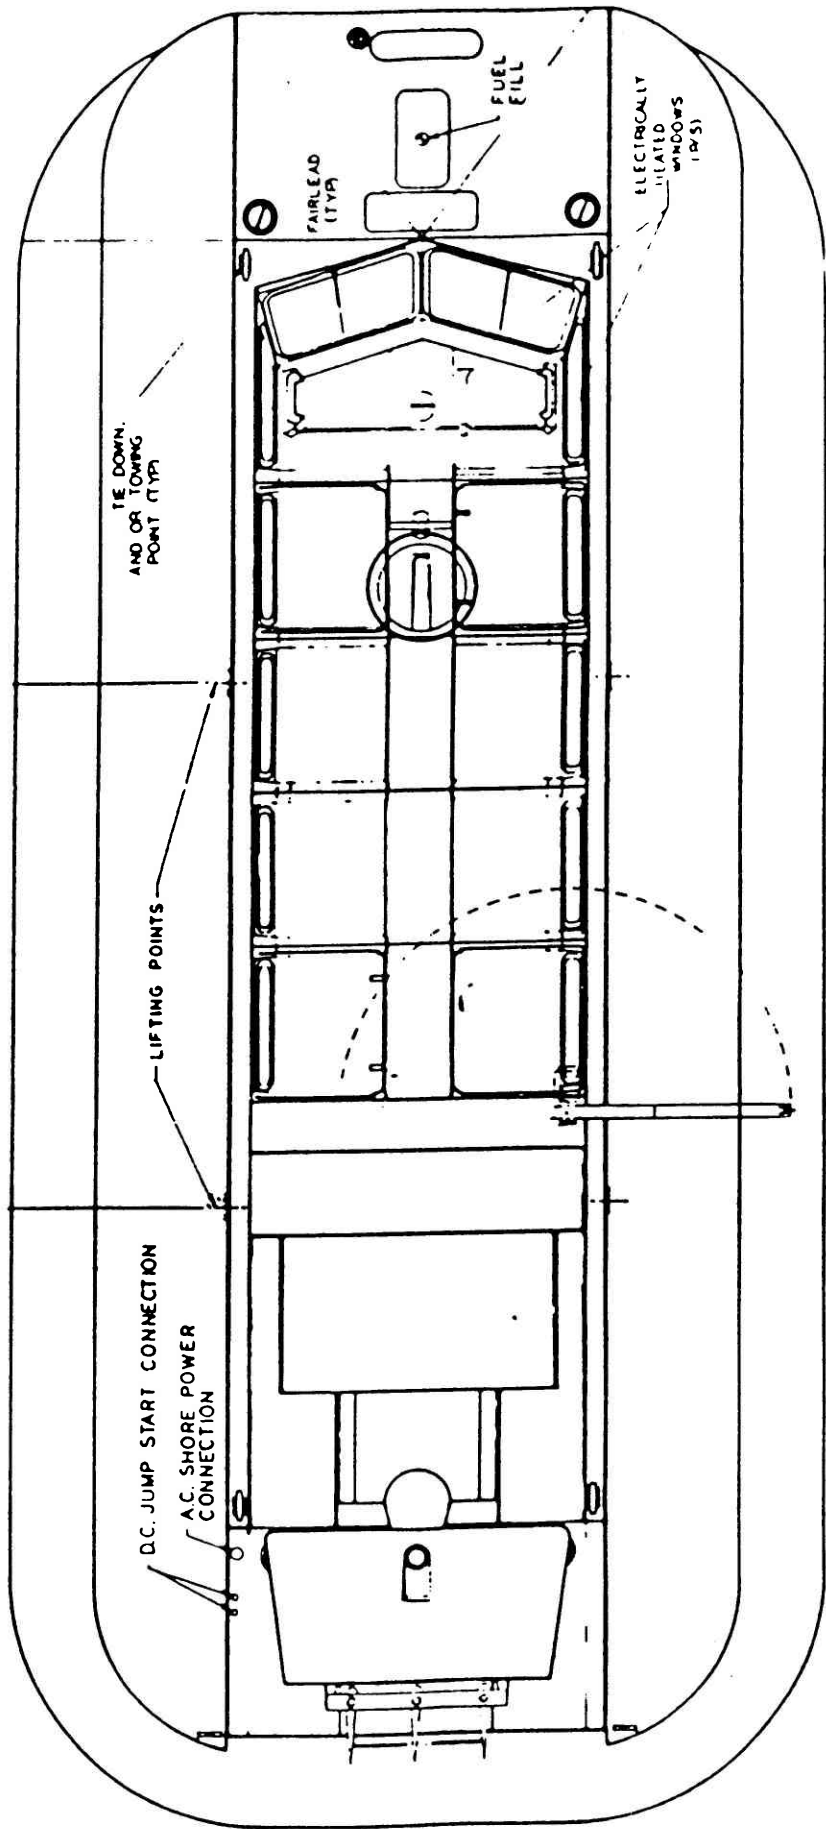 FUEL
FILL
ELECTRICALLY
HEATED
WINDOWS
(P/S)
FAIRLEAD
(TYP)
TIE DOWN,
AND OR TOWING
POINT (TYP)
LIFTING POINTS
D.C. JUMP START CONNECTION
A.C. SHORE POWER
CONNECTION